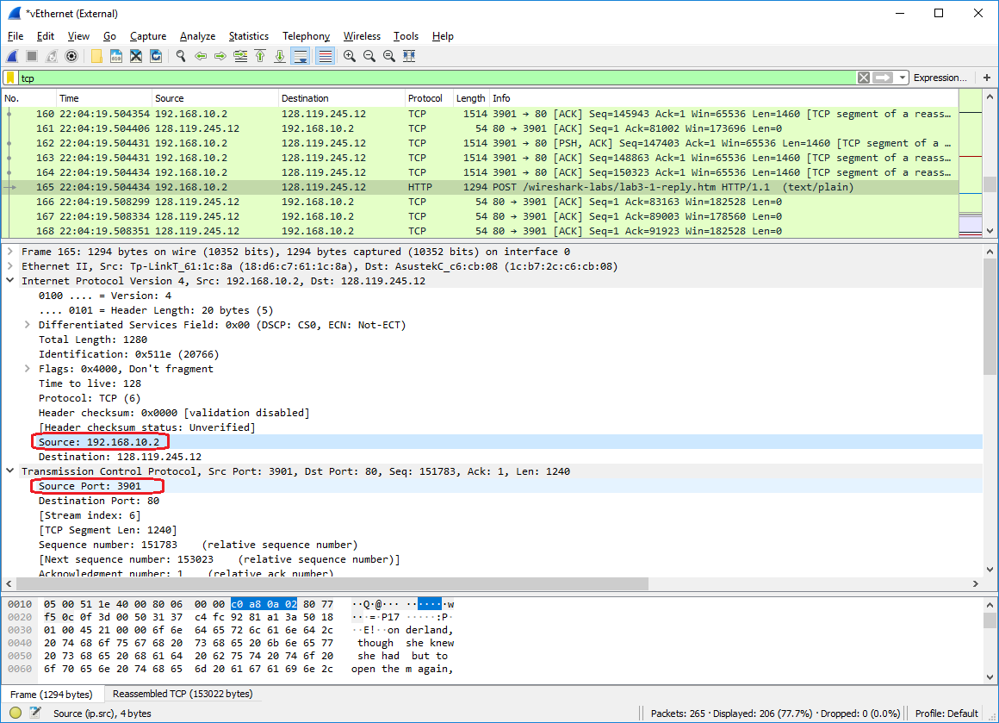 *vEthernet (External)
File Edit View Go Capture Analyze Statistics Telephony Wireless Tools Help
tcp Expression... +
No. Time Source Destination Protocol Length Info
160 22:04:19.504354 192.168.10.2 128.119.245.12 TCP 1514 3901 → 80 [ACK] Seq=145943 Ack=1 Win=65536 Len=1460 [TCP segment of a reass…
161 22:04:19.504406 128.119.245.12 192.168.10.2 TCP 54 80 → 3901 [ACK] Seq=1 Ack=81002 Win=173696 Len=0
162 22:04:19.504431 192.168.10.2 128.119.245.12 TCP 1514 3901 → 80 [PSH, ACK] Seq=147403 Ack=1 Win=65536 Len=1460 [TCP segment of a …
163 22:04:19.504431 192.168.10.2 128.119.245.12 TCP 1514 3901 → 80 [ACK] Seq=148863 Ack=1 Win=65536 Len=1460 [TCP segment of a reass…
164 22:04:19.504434 192.168.10.2 128.119.245.12 TCP 1514 3901 → 80 [ACK] Seq=150323 Ack=1 Win=65536 Len=1460 [TCP segment of a reass…
165 22:04:19.504434 192.168.10.2 128.119.245.12 HTTP 1294 POST /wireshark-labs/lab3-1-reply.htm HTTP/1.1 (text/plain)
166 22:04:19.508299 128.119.245.12 192.168.10.2 TCP 54 80 → 3901 [ACK] Seq=1 Ack=83163 Win=182528 Len=0
167 22:04:19.508334 128.119.245.12 192.168.10.2 TCP 54 80 → 3901 [ACK] Seq=1 Ack=89003 Win=178560 Len=0
168 22:04:19.508351 128.119.245.12 192.168.10.2 TCP 54 80 → 3901 [ACK] Seq=1 Ack=91923 Win=182528 Len=0
Frame 165: 1294 bytes on wire (10352 bits), 1294 bytes captured (10352 bits) on interface 0
Ethernet II, Src: Tp-LinkT_61:1c:8a (18:d6:c7:61:1c:8a), Dst: AsustekC_c6:cb:08 (1c:b7:2c:c6:cb:08)
Internet Protocol Version 4, Src: 192.168.10.2, Dst: 128.119.245.12
0100 .... = Version: 4
.... 0101 = Header Length: 20 bytes (5)
Differentiated Services Field: 0x00 (DSCP: CS0, ECN: Not-ECT)
Total Length: 1280
Identification: 0x511e (20766)
Flags: 0x4000, Don't fragment
Time to live: 128
Protocol: TCP (6)
Header checksum: 0x0000 [validation disabled]
[Header checksum status: Unverified]
Source: 192.168.10.2
Destination: 128.119.245.12
Transmission Control Protocol, Src Port: 3901, Dst Port: 80, Seq: 151783, Ack: 1, Len: 1240
Source Port: 3901
Destination Port: 80
[Stream index: 6]
[TCP Segment Len: 1240]
Sequence number: 151783 (relative sequence number)
[Next sequence number: 153023 (relative sequence number)]
Acknowledgment number: 1 (relative ack number)
0010 05 00 51 1e 40 00 80 06 00 00 c0 a8 0a 02 80 77 ··Q·@··· ·······w
0020 f5 0c 0f 3d 00 50 31 37 c4 fc 92 81 a1 3a 50 18 ···=·P17 ·····:P·
0030 01 00 45 21 00 00 6f 6e 64 65 72 6c 61 6e 64 2c ··E!··on derland,
0040 20 74 68 6f 75 67 68 20 73 68 65 20 6b 6e 65 77 though she knew
0050 20 73 68 65 20 68 61 64 20 62 75 74 20 74 6f 20 she had but to
0060 6f 70 65 6e 20 74 68 65 6d 20 61 67 61 69 6e 2c open the m again,
Frame (1294 bytes) Reassembled TCP (153022 bytes)
Source (ip.src), 4 bytes Packets: 265 · Displayed: 206 (77.7%) · Dropped: 0 (0.0%) Profile: Default